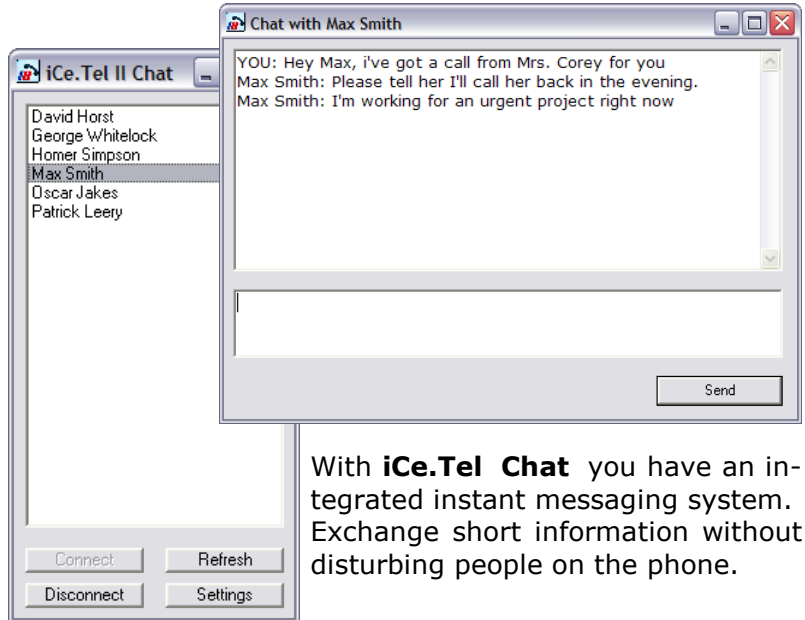 Chat with Max Smith
YOU: Hey Max, i've got a call from Mrs. Corey for you
Max Smith: Please tell her I'll call her back in the evening.
Max Smith: I'm working for an urgent project right now
Send
iCe.Tel II Chat
David Horst
George Whitelock
Homer Simpson
Max Smith
Oscar Jakes
Patrick Leery
Connect
Refresh
Disconnect
Settings
With iCe.Tel Chat you have an in-
tegrated instant messaging system.
Exchange short information without
disturbing people on the phone.